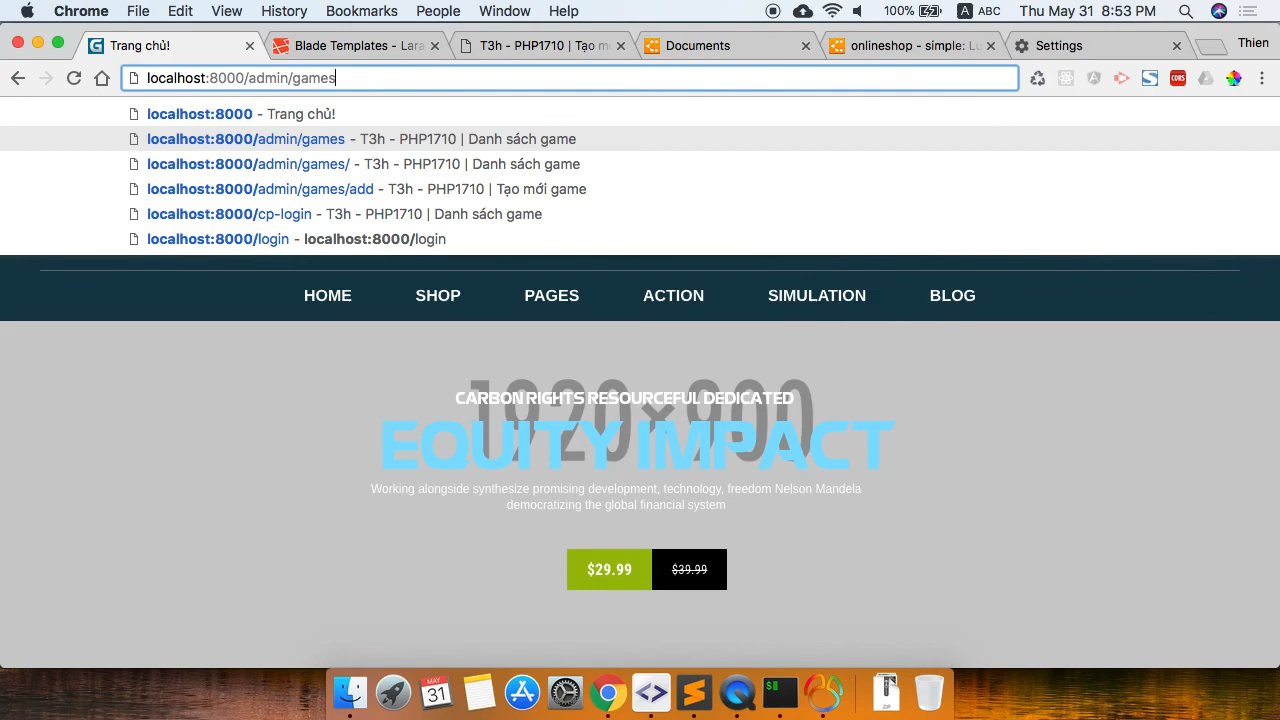 Chrome File Edit View History Bookmarks People Window Help 100% A ABC Thu May 31 8:53 PM
Trang chủ! Blade Templates - Lara T3h - PHP1710 | Tạo m Documents onlineshop - simple: Settings Thien
localhost:8000/admin/games CORS
localhost:8000 - Trang chủ!
localhost:8000/admin/games - T3h - PHP1710 | Danh sách game
localhost:8000/admin/games/ - T3h - PHP1710 | Danh sách game
localhost:8000/admin/games/add - T3h - PHP1710 | Tạo mới game
localhost:8000/cp-login - T3h - PHP1710 | Danh sách game
localhost:8000/login - localhost:8000/login
HOME SHOP PAGES ACTION SIMULATION BLOG
1920×900
CARBON RIGHTS RESOURCEFUL DEDICATED
EQUITY IMPACT
Working alongside synthesize promising development, technology, freedom Nelson Mandela
democratizing the global financial system
$29.99 $39.99
MAY
31
ZIP